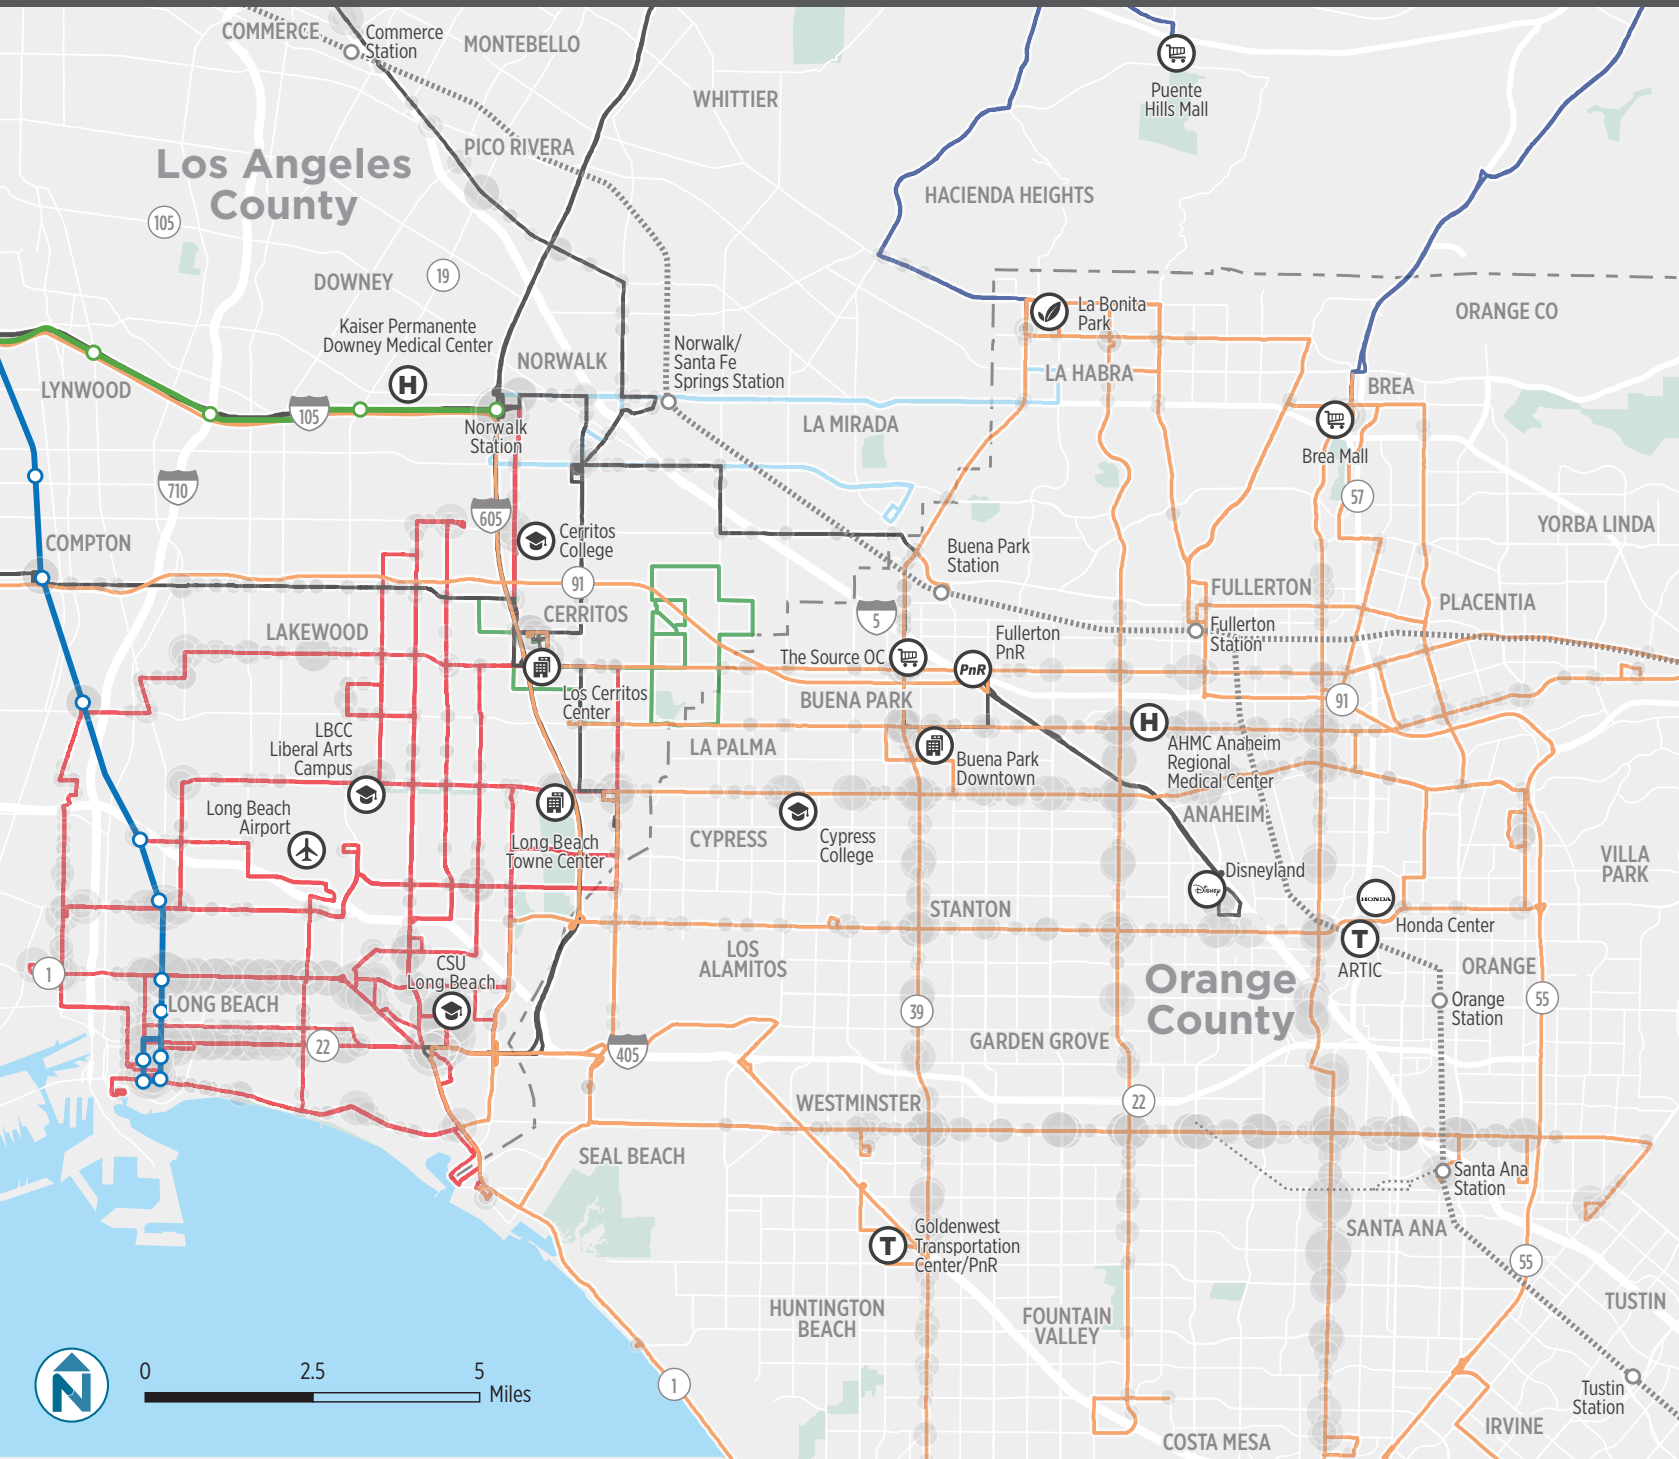 COMMERCE
Commerce
Station
MONTEBELLO
WHITTIER
Puente
Hills Mall
PICO RIVERA
Los Angeles
County
HACIENDA HEIGHTS
105
19
DOWNEY
Kaiser Permanente
Downey Medical Center
H
NORWALK
Norwalk/
Santa Fe
Springs Station
La Bonita
Park
ORANGE CO
LYNWOOD
105
Norwalk
Station
LA HABRA
BREA
LA MIRADA
Brea Mall
710
605
57
YORBA LINDA
COMPTON
Cerritos
College
Buena Park
Station
91
CERRITOS
5
FULLERTON
PLACENTIA
LAKEWOOD
Fullerton
Station
Fullerton
PnR
The Source OC
PnR
Los Cerritos
Center
BUENA PARK
91
LBCC
Liberal Arts
Campus
LA PALMA
H
AHMC Anaheim
Regional
Medical Center
Buena Park
Downtown
Long Beach
Airport
Long Beach
Towne Center
CYPRESS
Cypress
College
ANAHEIM
VILLA
PARK
Disneyland
Disney
HONDA
Honda Center
STANTON
T
ARTIC
LOS
ALAMITOS
1
CSU
Long Beach
Orange
County
ORANGE
Orange
Station
55
LONG BEACH
39
22
405
GARDEN GROVE
WESTMINSTER
22
SEAL BEACH
Santa Ana
Station
SANTA ANA
T
Goldenwest
Transportation
Center/PnR
55
HUNTINGTON
BEACH
FOUNTAIN
VALLEY
TUSTIN
N
0 2.5 5
Miles
1
Tustin
Station
IRVINE
COSTA MESA